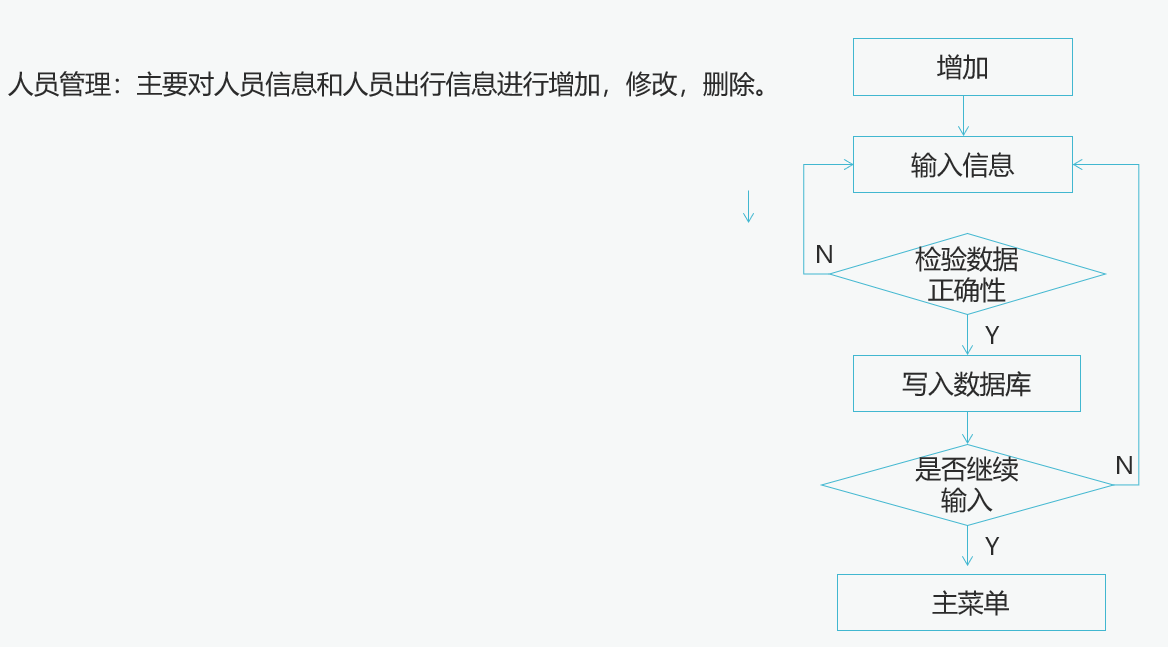 人员管理：主要对人员信息和人员出行信息进行增加，修改，删除。
增加
输入信息
N
检验数据
正确性
Y
写入数据库
是否继续
输入
N
Y
主菜单